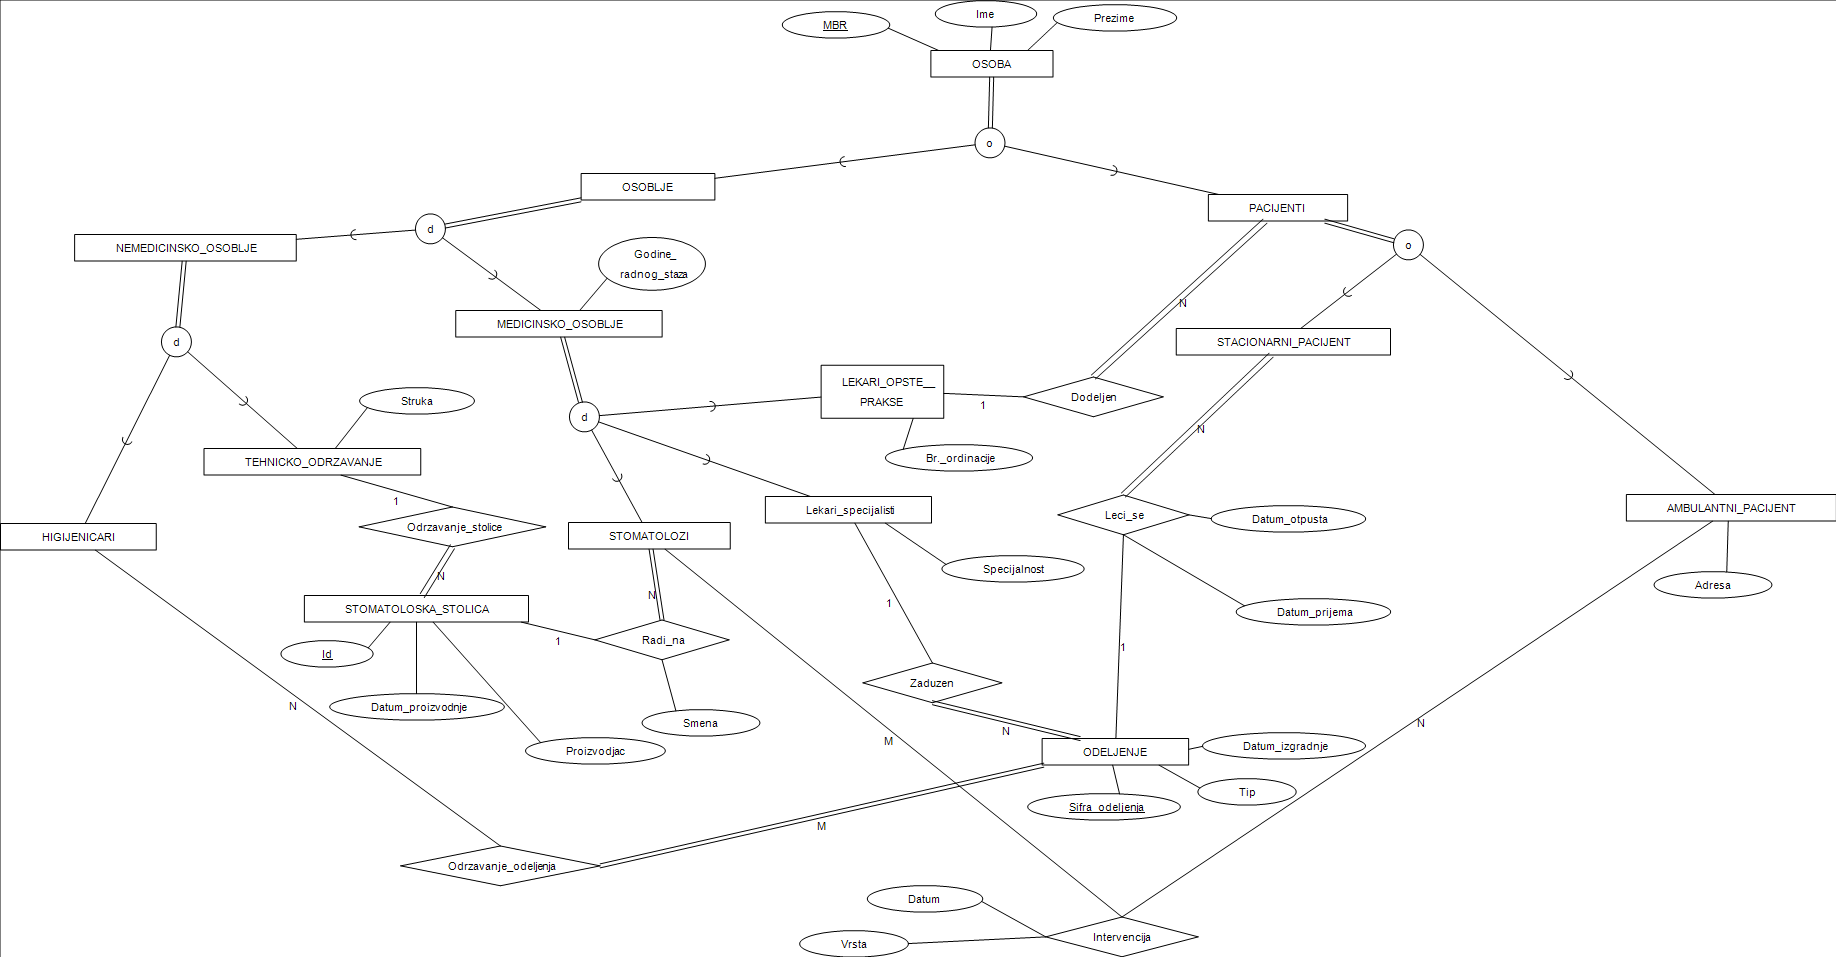 Ime
Prezime
MBR
OSOBA
o
OSOBLJE
PACIJENTI
d
o
NEMEDICINSKO_OSOBLJE
Godine_
radnog_staza
N
MEDICINSKO_OSOBLJE
d
STACIONARNI_PACIJENT
LEKARI_OPSTE__
PRAKSE
Dodeljen
1
Struka
d
N
Br._ordinacije
TEHNICKO_ODRZAVANJE
1
Lekari_specijalisti
AMBULANTNI_PACIJENT
Leci_se
Datum_otpusta
Odrzavanje_stolice
HIGIJENICARI
STOMATOLOZI
Specijalnost
N
Adresa
N
1
STOMATOLOSKA_STOLICA
Datum_prijema
1
Radi_na
1
Id
Zaduzen
N
Datum_proizvodnje
Smena
N
N
M
Datum_izgradnje
Proizvodjac
ODELJENJE
Tip
Sifra_odeljenja
M
Odrzavanje_odeljenja
Datum
Intervencija
Vrsta